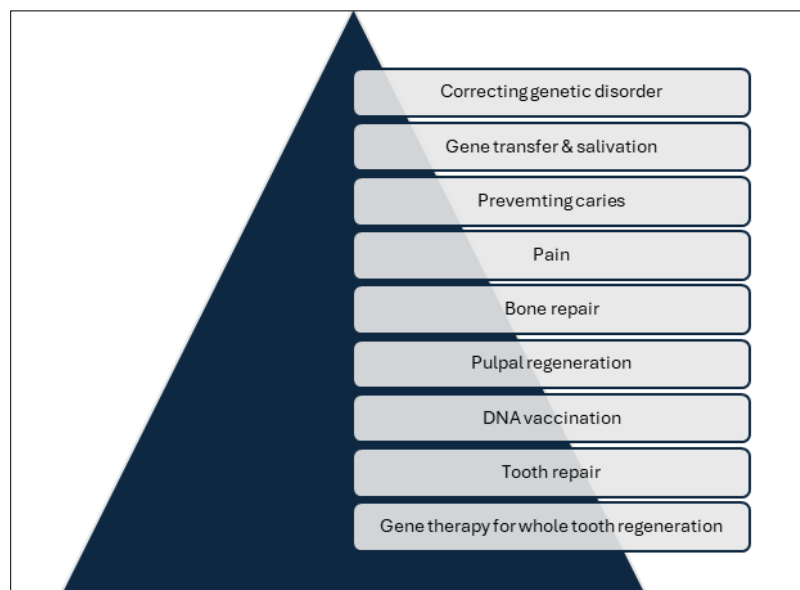 Correcting genetic disorder
Gene transfer & salivation
Prevemting caries
Pain
Bone repair
Pulpal regeneration
DNA vaccination
Tooth repair
Gene therapy for whole tooth regeneration